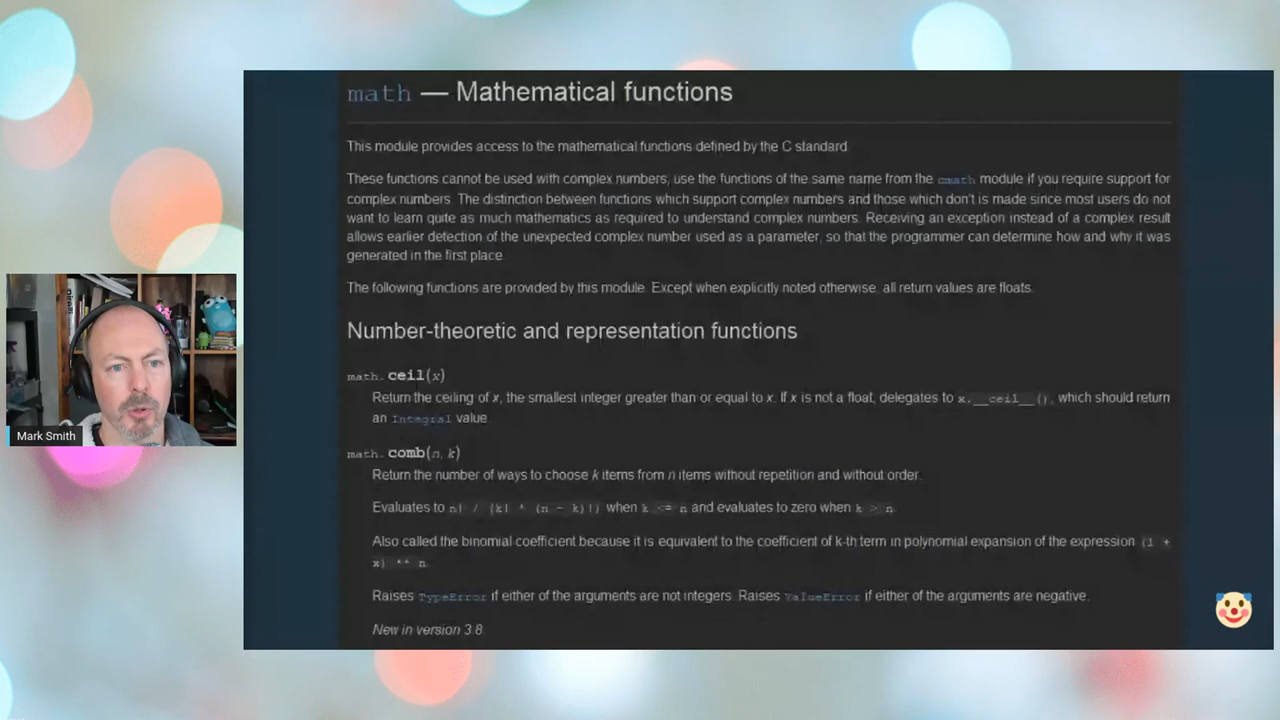 math — Mathematical functions
This module provides access to the mathematical functions defined by the C standard.
These functions cannot be used with complex numbers; use the functions of the same name from the cmath module if you require support for
complex numbers. The distinction between functions which support complex numbers and those which don't is made since most users do not
want to learn quite as much mathematics as required to understand complex numbers. Receiving an exception instead of a complex result
allows earlier detection of the unexpected complex number used as a parameter, so that the programmer can determine how and why it was
generated in the first place.
The following functions are provided by this module. Except when explicitly noted otherwise, all return values are floats.
Number-theoretic and representation functions
math.ceil(x)
Return the ceiling of x, the smallest integer greater than or equal to x. If x is not a float, delegates to x.__ceil__(), which should return
an Integral value.
Mark Smith
math.comb(n, k)
Return the number of ways to choose k items from n items without repetition and without order.
Evaluates to n! / (k! * (n - k)!) when k <= n and evaluates to zero when k > n.
Also called the binomial coefficient because it is equivalent to the coefficient of k-th term in polynomial expansion of the expression (1 +
x) ** n.
Raises TypeError if either of the arguments are not integers. Raises ValueError if either of the arguments are negative.
New in version 3.8.